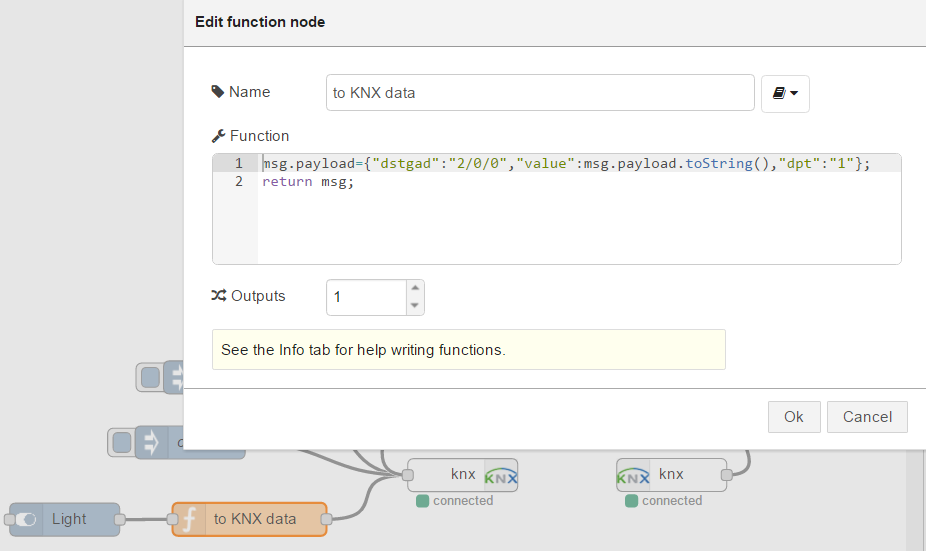 Edit function node
Name
to KNX data
Function
1 msg.payload={"dstgad":"2/0/0","value":msg.payload.toString(),"dpt":"1"};
2 return msg;
Outputs
1
See the Info tab for help writing functions.
Ok Cancel
knx KNX
KNX knx
connected
connected
Light
f to KNX data